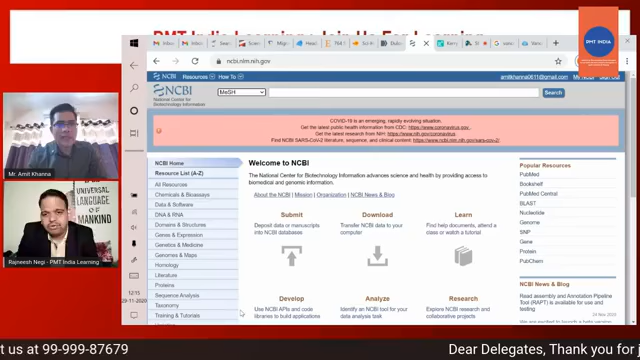 PMT India Learning
ncbi.nlm.nih.gov
NCBI Resources How To
My NCBI Sign Out
NCBI
National Center for
Biotechnology Information
MeSH
Search
COVID-19 is an emerging, rapidly evolving situation.
Get the latest public health information from CDC: https://www.coronavirus.gov
Get the latest research from NIH: https://www.nih.gov/coronavirus
Find NCBI SARS-CoV-2 literature, sequence, and clinical content: https://www.ncbi.nlm.nih.gov/sars-cov-2/
NCBI Home
Resource List (A-Z)
All Resources
Chemicals & Bioassays
Data & Software
DNA & RNA
Domains & Structures
Genes & Expression
Genetics & Medicine
Genomes & Maps
Homology
Literature
Proteins
Sequence Analysis
Taxonomy
Training & Tutorials
Welcome to NCBI
The National Center for Biotechnology Information advances science and health by providing access to
biomedical and genomic information.
About the NCBI | Mission | Organization | NCBI News & Blog
Submit
Deposit data or manuscripts
into NCBI databases
Download
Transfer NCBI data to your
computer
Learn
Find help documents, attend a
class or watch a tutorial
Develop
Use NCBI APIs and code
libraries to build applications
Analyze
Identify an NCBI tool for your
data analysis task
Research
Explore NCBI research and
collaborative projects
Popular Resources
PubMed
Bookshelf
PubMed Central
BLAST
Nucleotide
Genome
SNP
Gene
Protein
PubChem
NCBI News & Blog
Read assembly and Annotation Pipeline
Tool (RAPT) is available for use and
testing
24 Nov 2020
PMT INDIA
Mr. Amit Khanna
UNIVERSAL
LANGUAGE
OF
MANKIND
Rajneesh Negi - PMT India Learning
12:15
29-11-2020
t us at 99-999-87679
Dear Delegates, Thank you for j